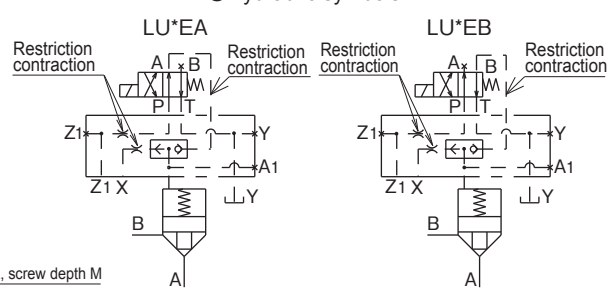 LU*EA
LU*EB
Restriction
contraction
A
B
Restriction
contraction
P
T
Z1
Y
A1
Z1
X
Y
B
A
Restriction
contraction
A
B
Restriction
contraction
P
T
Z1
Y
A1
Z1
X
Y
B
A
, screw depth M